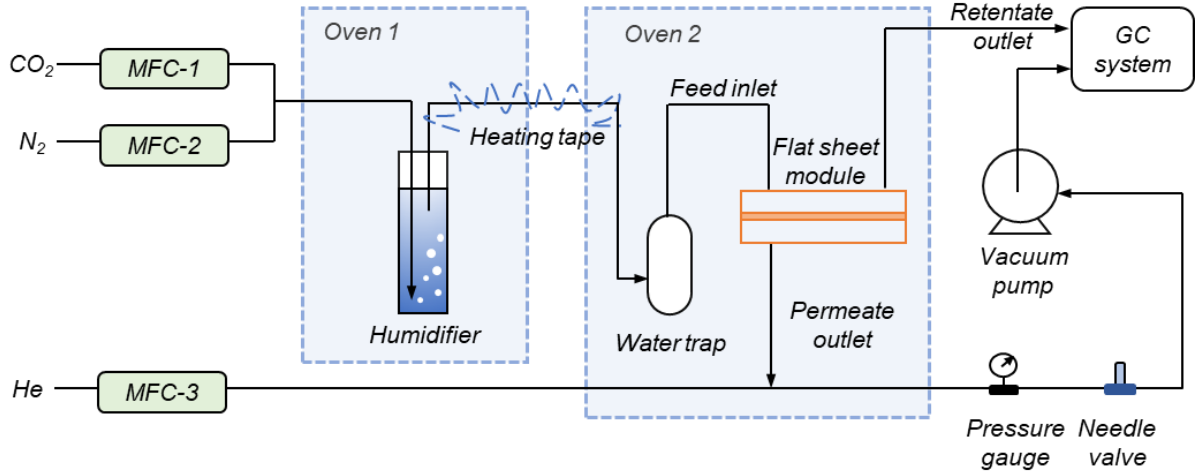 Oven 1
Oven 2
Retentate
outlet
GC
system
CO₂
MFC-1
Feed inlet
N₂
MFC-2
Heating tape
Flat sheet
module
Vacuum
pump
Humidifier
Water trap
Permeate
outlet
He
MFC-3
Pressure
gauge
Needle
valve